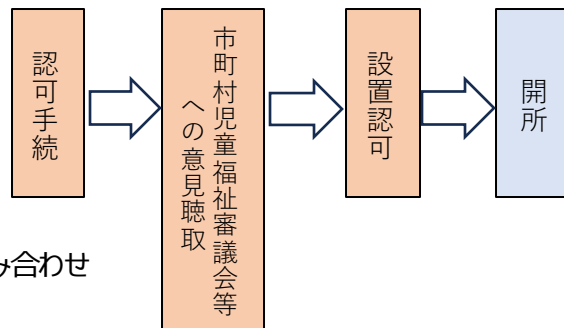 認可手続
市町村児童福祉審議会等
への意見聴取
設置認可
開所
み合わせ